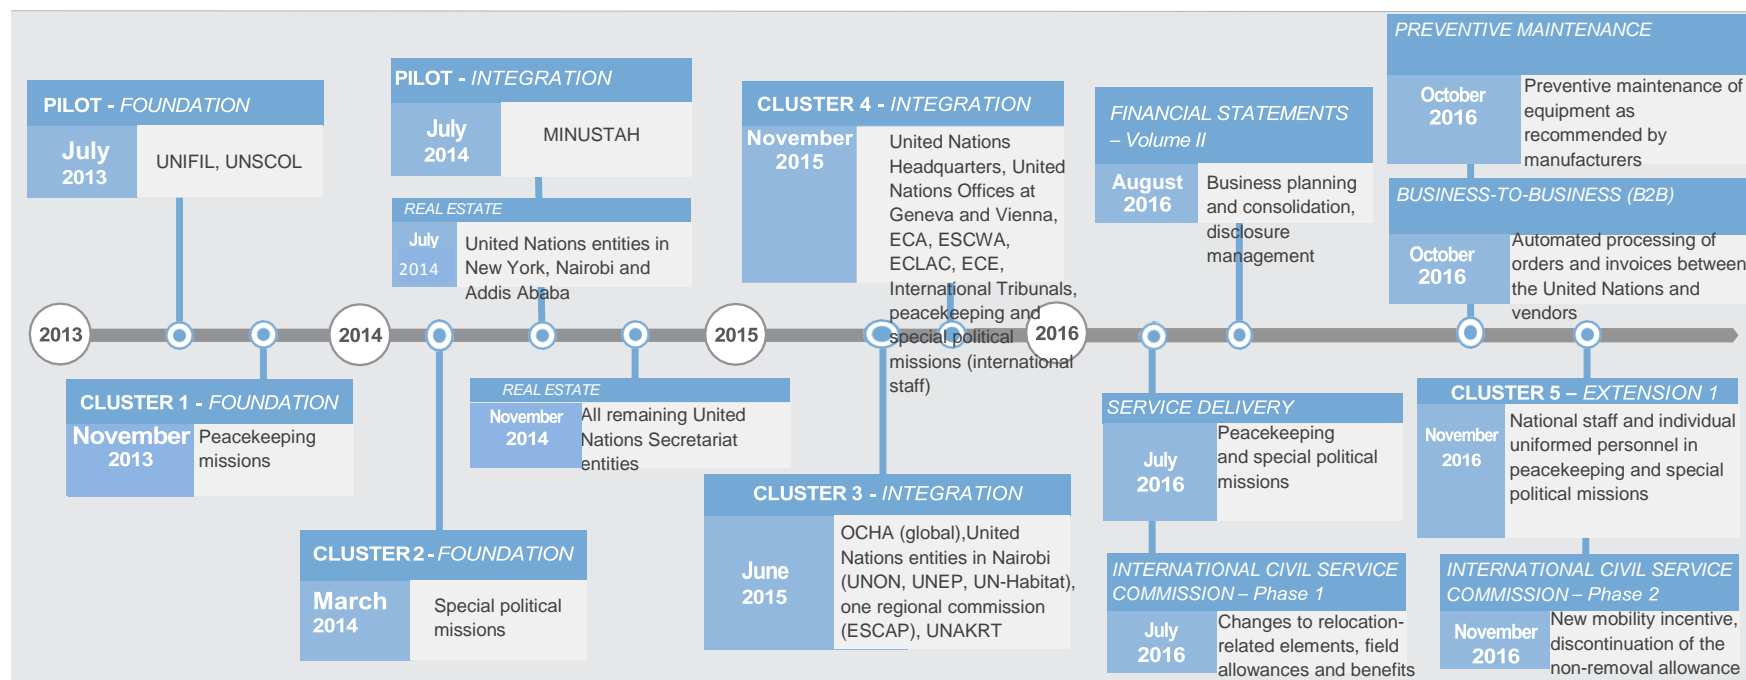 PILOT - FOUNDATION
July
2013
UNIFIL, UNSCOL
PILOT - INTEGRATION
July
2014
MINUSTAH
REAL ESTATE
July
2014
United Nations entities in
New York, Nairobi and
Addis Ababa
CLUSTER 4 - INTEGRATION
November
2015
United Nations
Headquarters, United
Nations Offices at
Geneva and Vienna,
ECA, ESCWA,
ECLAC, ECE,
International Tribunals,
peacekeeping and
special political
missions (international
staff)
FINANCIAL STATEMENTS
– Volume II
August
2016
Business planning
and consolidation,
disclosure
management
PREVENTIVE MAINTENANCE
October
2016
Preventive maintenance of
equipment as
recommended by
manufacturers
BUSINESS-TO-BUSINESS (B2B)
October
2016
Automated processing of
orders and invoices between
the United Nations and
vendors
2013
2014
2015
2016
CLUSTER 1 - FOUNDATION
November
2013
Peacekeeping
missions
CLUSTER 2 - FOUNDATION
March
2014
Special political
missions
REAL ESTATE
November
2014
All remaining United
Nations Secretariat
entities
CLUSTER 3 - INTEGRATION
June
2015
OCHA (global),United
Nations entities in Nairobi
(UNON, UNEP, UN-Habitat),
one regional commission
(ESCAP), UNAKRT
SERVICE DELIVERY
July
2016
Peacekeeping
and special political
missions
INTERNATIONAL CIVIL SERVICE
COMMISSION – Phase 1
July
2016
Changes to relocation-
related elements, field
allowances and benefits
CLUSTER 5 – EXTENSION 1
November
2016
National staff and individual
uniformed personnel in
peacekeeping and special
political missions
INTERNATIONAL CIVIL SERVICE
COMMISSION – Phase 2
November
2016
New mobility incentive,
discontinuation of the
non-removal allowance